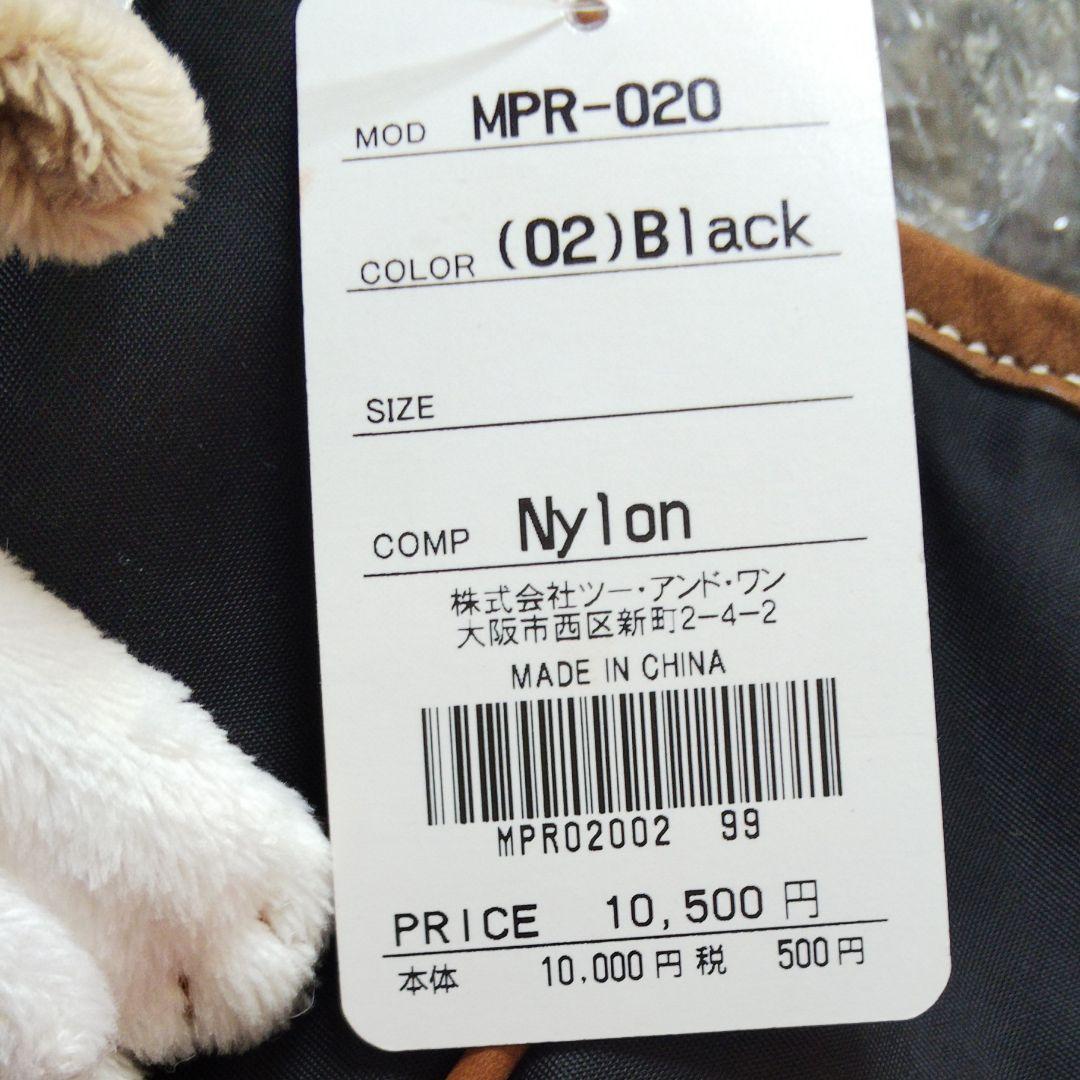 MOD MPR-020
COLOR (02)Black
SIZE
COMP Nylon
株式会社ツー・アンド・ワン
大阪市西区新町2-4-2
MADE IN CHINA
MPR02002 99
PRICE 10,500円
本体 10,000円 税 500円